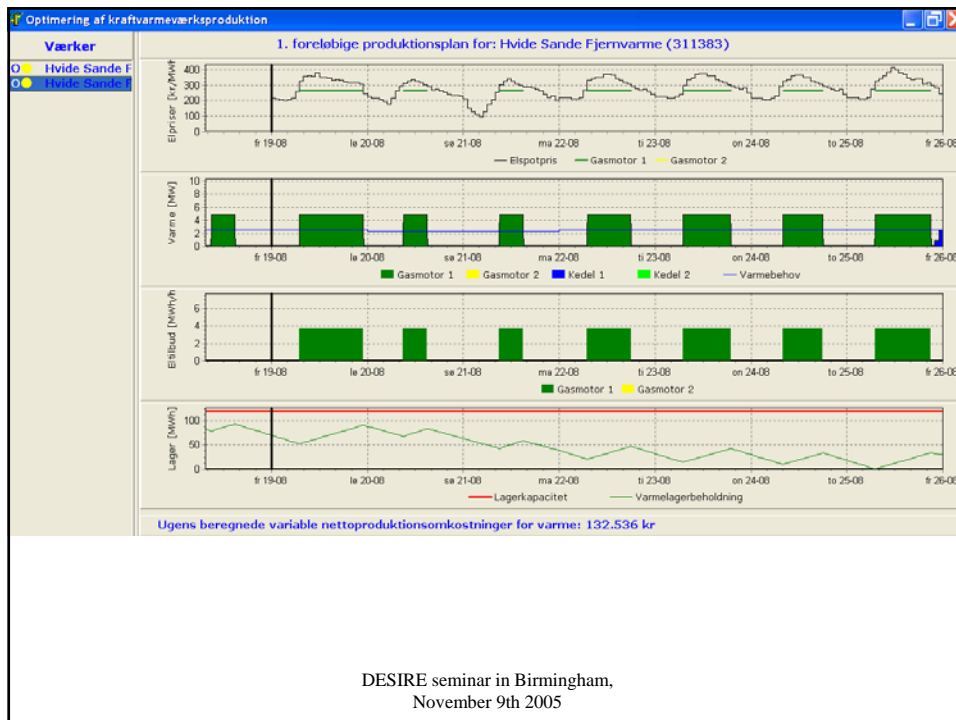 Optimering af kraftvarmeværksproduktion
Værker
Hvide Sande F
Hvide Sande F
1. foreløbige produktionsplan for: Hvide Sande Fjernvarme (311383)
Elpriser [kr/MWh
400
300
200
100
0
fr 19-08 lø 20-08 sø 21-08 ma 22-08 ti 23-08 on 24-08 to 25-08 fr 26-08
Elspotpris Gasmotor 1 Gasmotor 2
Varme [MW]
10
8
6
4
2
0
fr 19-08 lø 20-08 sø 21-08 ma 22-08 ti 23-08 on 24-08 to 25-08 fr 26-08
Gasmotor 1 Gasmotor 2 Kedel 1 Kedel 2 Varmebehov
Eltilbud [MWh/h
6
4
2
0
fr 19-08 lø 20-08 sø 21-08 ma 22-08 ti 23-08 on 24-08 to 25-08 fr 26-08
Gasmotor 1 Gasmotor 2
Lager [MWh]
100
50
0
fr 19-08 lø 20-08 sø 21-08 ma 22-08 ti 23-08 on 24-08 to 25-08 fr 26-08
Lagerkapacitet Varmelagerbeholdning
Ugens beregnede variable nettoproduktionsomkostninger for varme: 132.536 kr
DESIRE seminar in Birmingham,
November 9th 2005